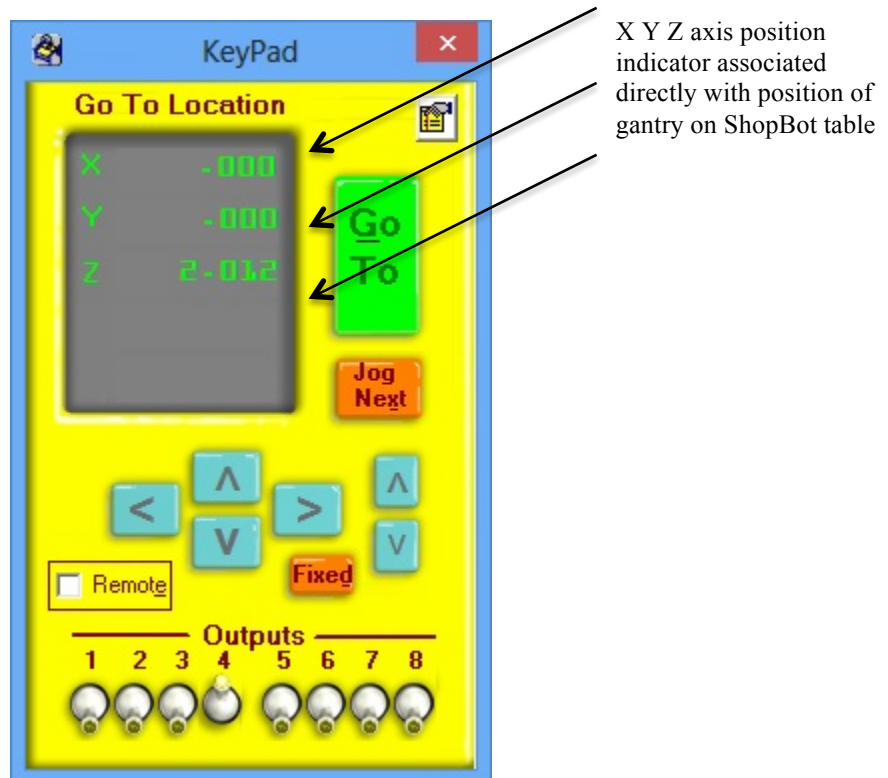 KeyPad
X Y Z axis position
indicator associated
directly with position of
gantry on ShopBot table
Go To Location
X -000
Y -000
Z 2-012
Go
To
Jog
Next
<
^
v
>
^
v
Fixed
Remote
Outputs
1 2 3 4 5 6 7 8